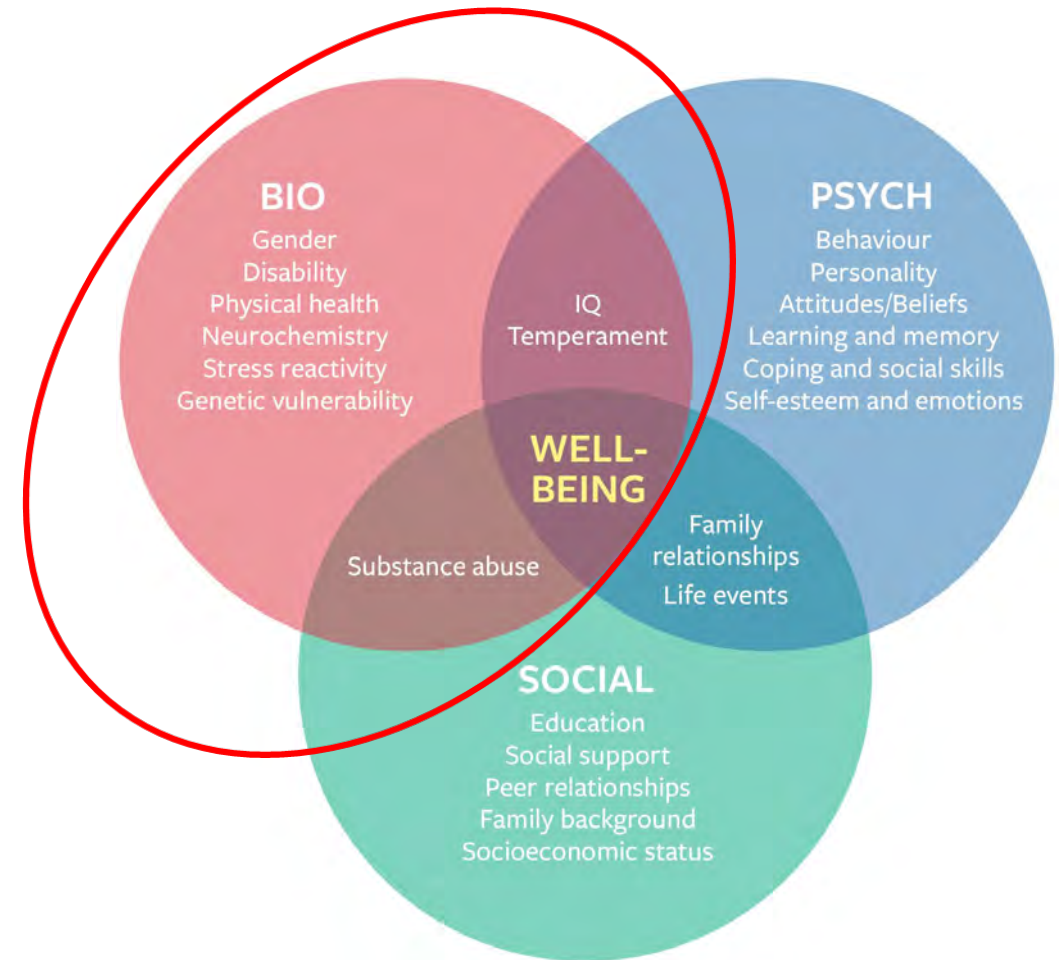 BIO
Gender
Disability
Physical health
Neurochemistry
Stress reactivity
Genetic vulnerability
IQ
Temperament
PSYCH
Behaviour
Personality
Attitudes/Beliefs
Learning and memory
Coping and social skills
Self-esteem and emotions
WELL-
BEING
Substance abuse
Family
relationships
Life events
SOCIAL
Education
Social support
Peer relationships
Family background
Socioeconomic status